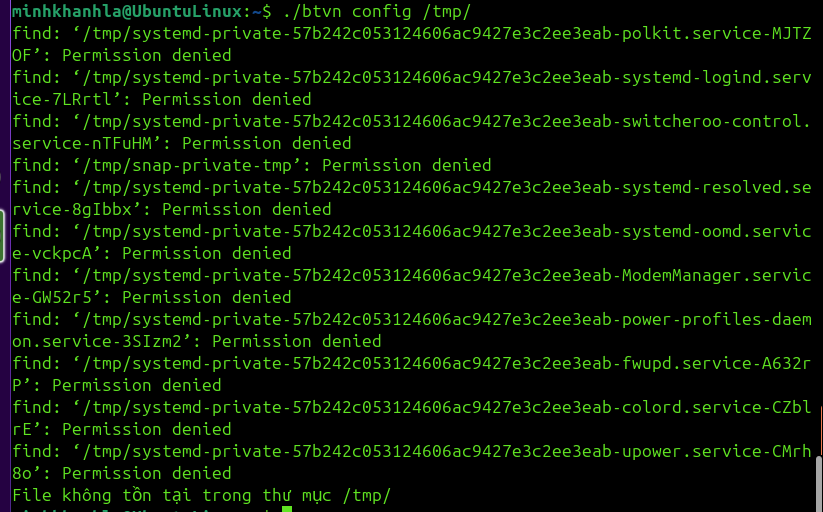 minhkhanhla@UbuntuLinux:~$ ./btvn config /tmp/
find: ‘/tmp/systemd-private-57b242c053124606ac9427e3c2ee3eab-polkit.service-MJTZ
OF’: Permission denied
find: ‘/tmp/systemd-private-57b242c053124606ac9427e3c2ee3eab-systemd-logind.serv
ice-7LRrtl’: Permission denied
find: ‘/tmp/systemd-private-57b242c053124606ac9427e3c2ee3eab-switcheroo-control.
service-nTFuHM’: Permission denied
find: ‘/tmp/snap-private-tmp’: Permission denied
find: ‘/tmp/systemd-private-57b242c053124606ac9427e3c2ee3eab-systemd-resolved.se
rvice-8gIbbx’: Permission denied
find: ‘/tmp/systemd-private-57b242c053124606ac9427e3c2ee3eab-systemd-oomd.servic
e-vckpcA’: Permission denied
find: ‘/tmp/systemd-private-57b242c053124606ac9427e3c2ee3eab-ModemManager.servic
e-GW52r5’: Permission denied
find: ‘/tmp/systemd-private-57b242c053124606ac9427e3c2ee3eab-power-profiles-daem
on.service-3SIzm2’: Permission denied
find: ‘/tmp/systemd-private-57b242c053124606ac9427e3c2ee3eab-fwupd.service-A632r
P’: Permission denied
find: ‘/tmp/systemd-private-57b242c053124606ac9427e3c2ee3eab-colord.service-CZbl
rE’: Permission denied
find: ‘/tmp/systemd-private-57b242c053124606ac9427e3c2ee3eab-upower.service-CMrh
8o’: Permission denied
File không tồn tại trong thư mục /tmp/